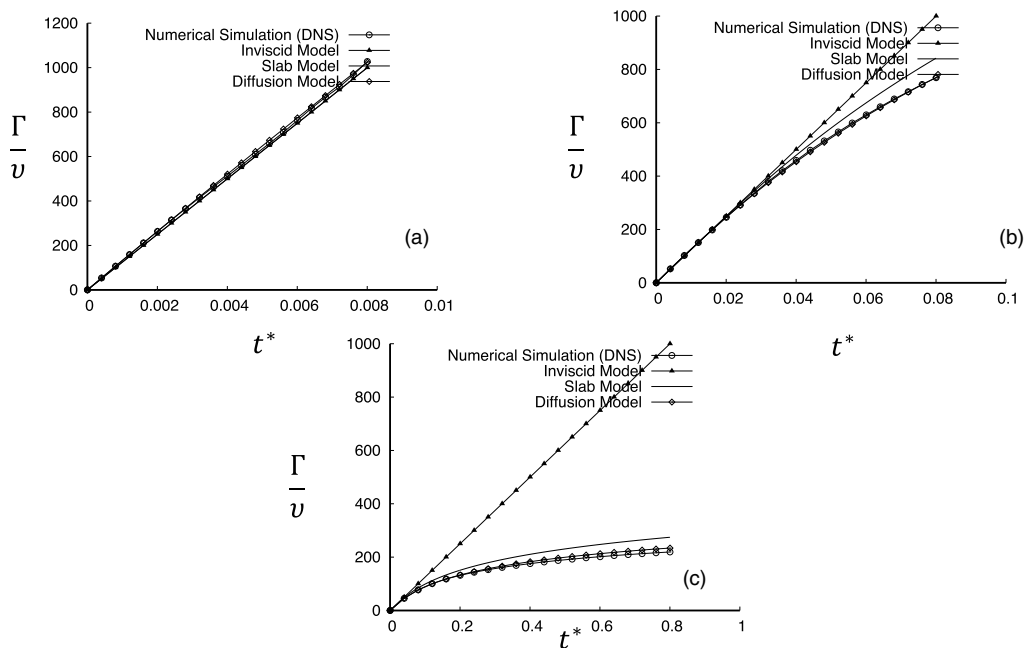 1200
1000
800
600
400
200
0
Γ
υ
Numerical Simulation (DNS)
Inviscid Model
Slab Model
Diffusion Model
(a)
0 0.002 0.004 0.006 0.008 0.01
t*
1000
800
600
400
200
0
Γ
υ
Numerical Simulation (DNS)
Inviscid Model
Slab Model
Diffusion Model
(b)
0 0.02 0.04 0.06 0.08 0.1
t*
1000
800
600
400
200
0
Γ
υ
Numerical Simulation (DNS)
Inviscid Model
Slab Model
Diffusion Model
(c)
0 0.2 0.4 0.6 0.8 1
t*